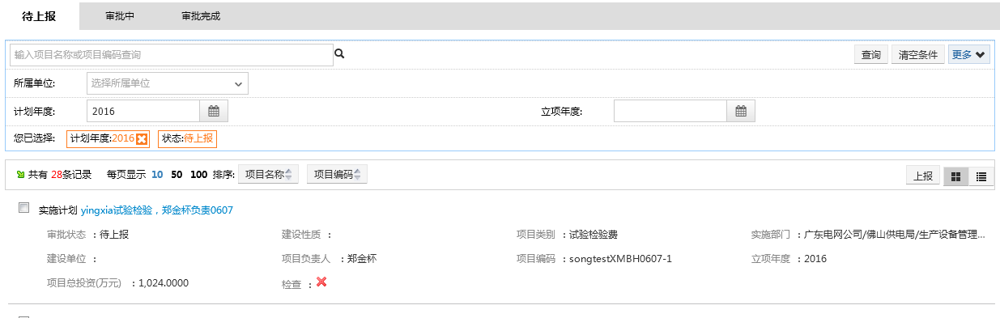 待上报 审批中 审批完成
输入项目名称或项目编码查询 查询 清空条件 更多
所属单位: 选择所属单位
计划年度: 2016 立项年度:
您已选择: 计划年度:2016 状态:待上报
共有 28条记录 每页显示 10 50 100 排序: 项目名称 项目编码 上报
实施计划 yingxia试验检验，郑金杯负责0607
审批状态 : 待上报 建设性质 : 项目类别 : 试验检验费 实施部门 : 广东电网公司/佛山供电局/生产设备管理...
建设单位 : 项目负责人 : 郑金杯 项目编码 : songtestXMBH0607-1 立项年度 : 2016
项目总投资(万元) : 1,024.0000 检查 :